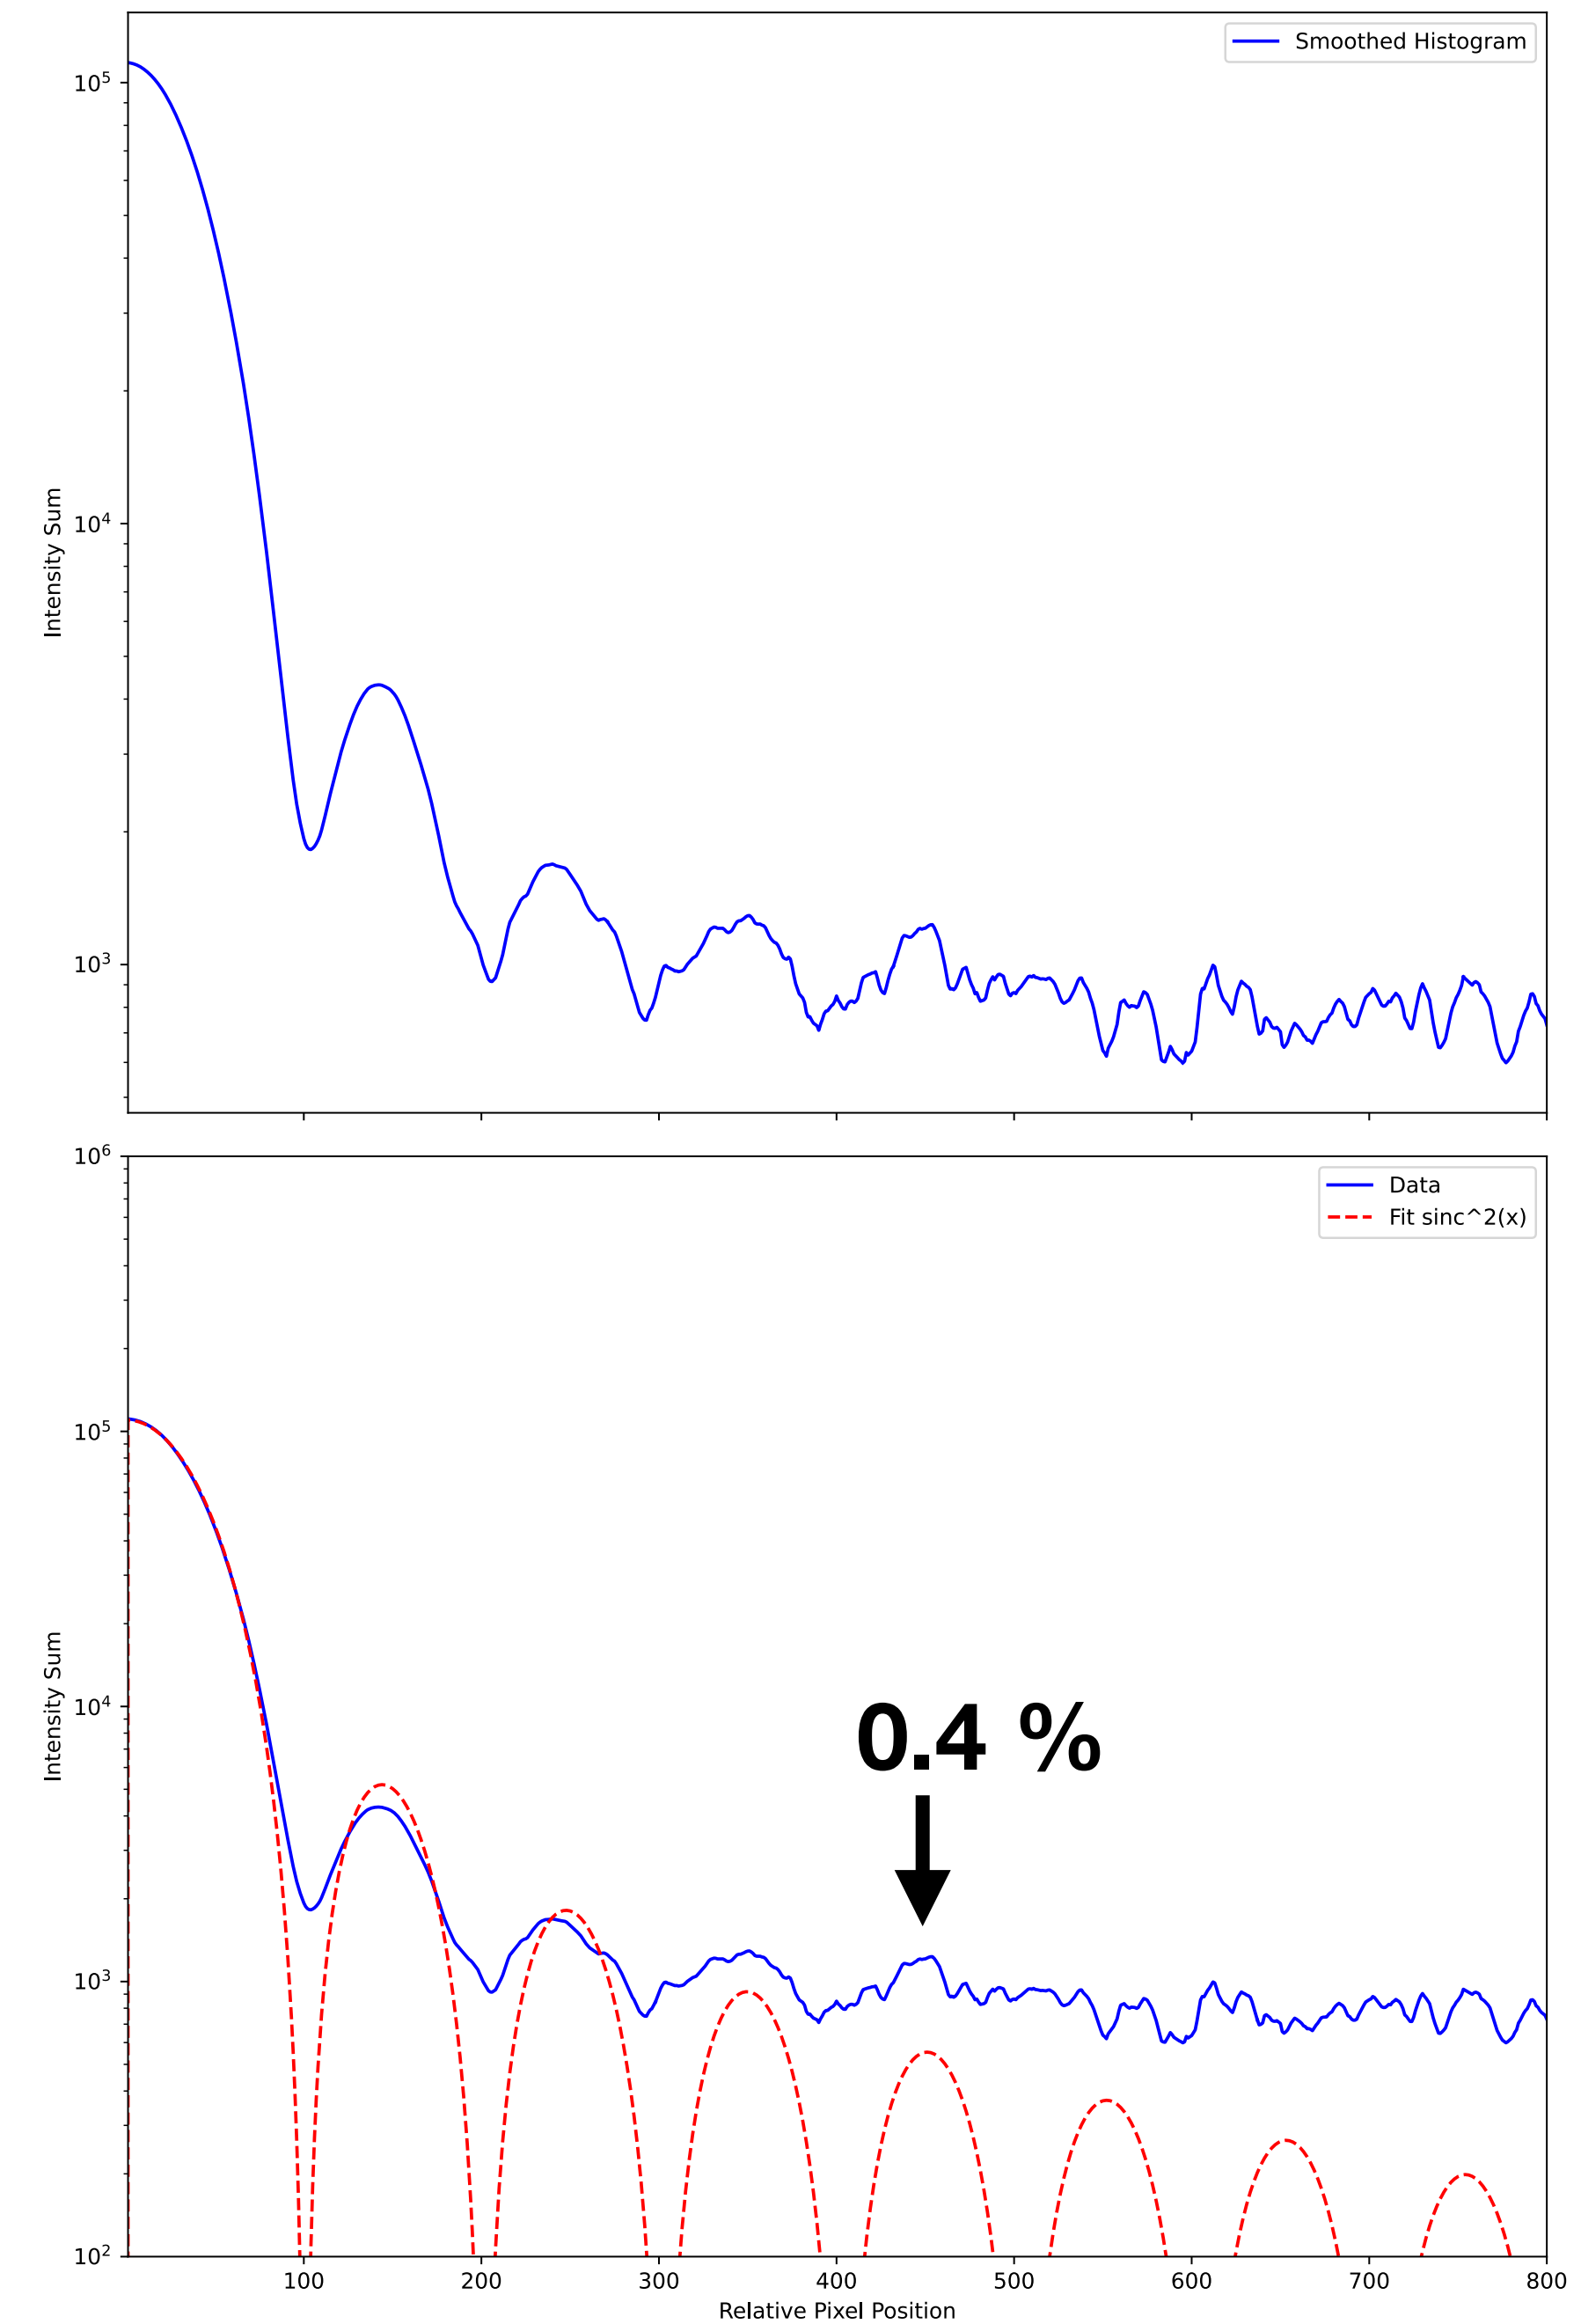 Smoothed Histogram
10^5
10^4
10^3
Intensity Sum
Data
Fit sinc^2(x)
10^6
10^5
10^4
10^3
10^2
Intensity Sum
0.4 %
100 200 300 400 500 600 700 800
Relative Pixel Position